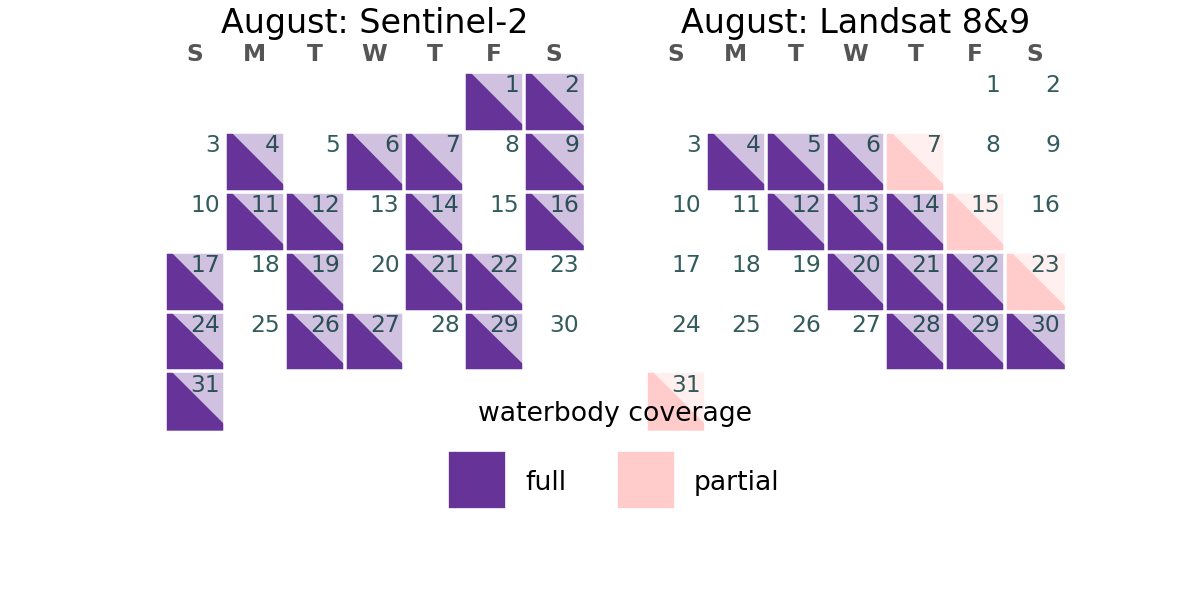 August: Sentinel-2
S M T W T F S
1 2
3 4 5 6 7 8 9
10 11 12 13 14 15 16
17 18 19 20 21 22 23
24 25 26 27 28 29 30
31
August: Landsat 8&9
S M T W T F S
1 2
3 4 5 6 7 8 9
10 11 12 13 14 15 16
17 18 19 20 21 22 23
24 25 26 27 28 29 30
31
waterbody coverage
full partial